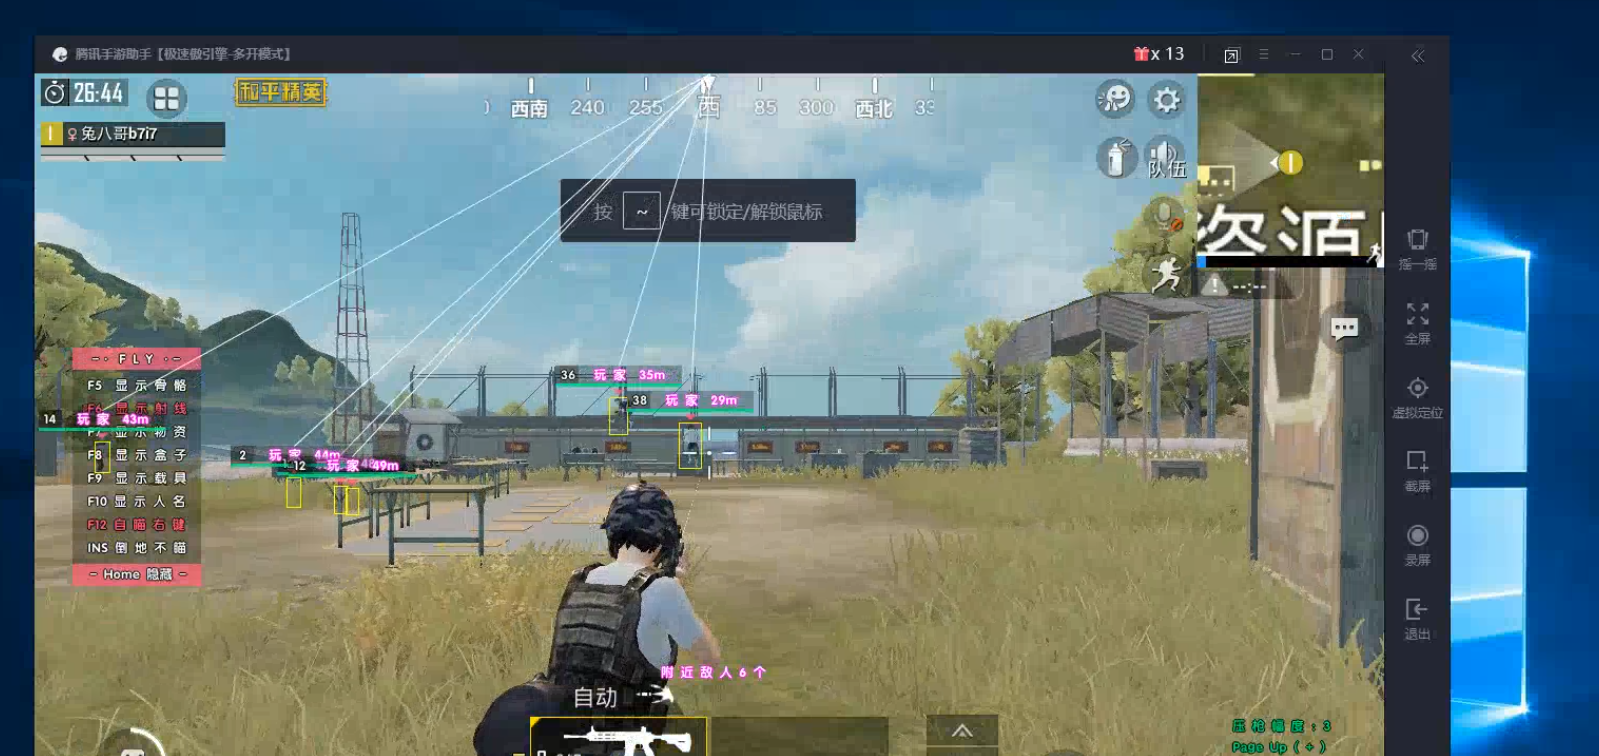 腾讯手游助手【极速傲引擎-多开模式】
x 13
26:44
和平精英
西南 240 255 西 85 300 西北 33
♀兔八哥b7i7
队伍
按 ~ 键可锁定/解锁鼠标
资源
--:--
摇一摇
全屏
虚拟定位
截屏
录屏
退出
-· F L Y ·-
F5 显示骨骼
F6 显示射线
F7 显示物资
F8 显示盒子
F9 显示载具
F10 显示人名
F12 自瞄右键
INS 倒地不瞄
- Home 隐藏 -
36 玩家 35m
38 玩家 29m
14 玩家 43m
2 玩家 44m
12 玩家 49m
附近敌人6个
自动
压枪幅度:3
Page Up ( + )